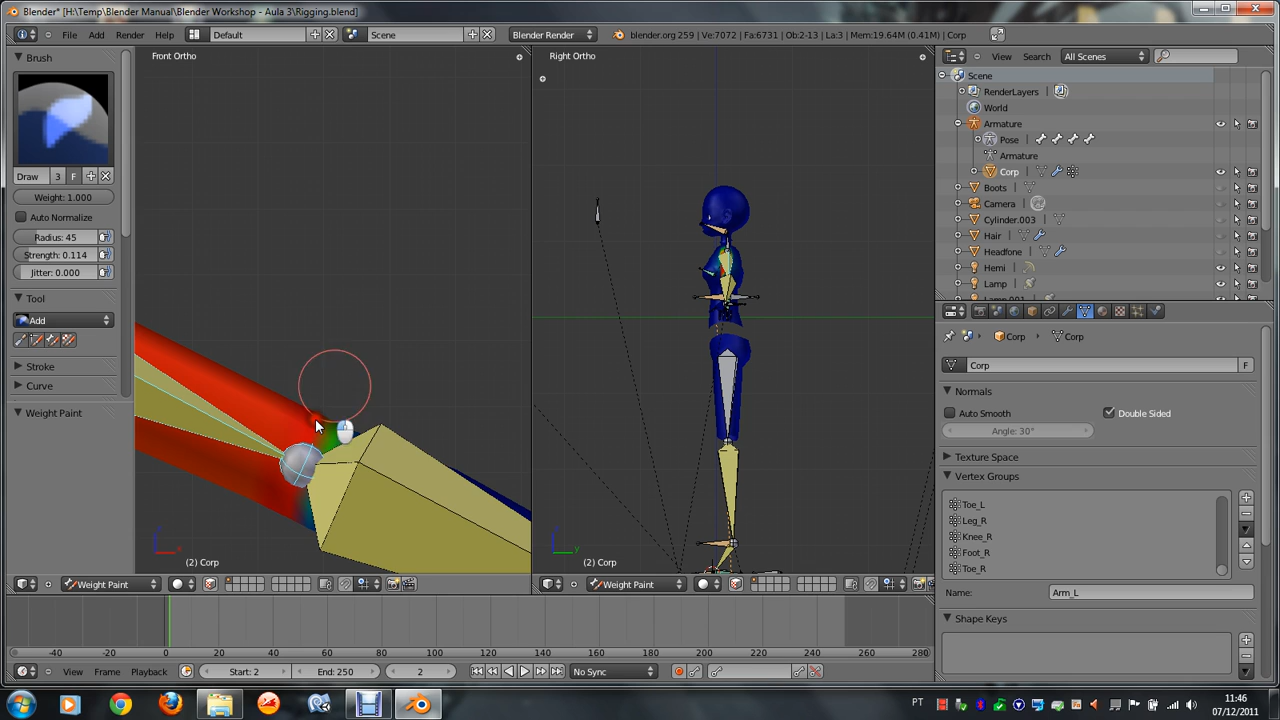 Blender* [H:\Temp\Blender Manual\Blender Workshop - Aula 3\Rigging.blend]
File Add Render Help Default Scene Blender Render blender.org 259 | Ve:7072 | Fa:6731 | Ob:2-13 | La:3 | Mem:19.64M (0.41M) | Corp
Brush
Draw 3 F
Weight: 1.000
Auto Normalize
Radius: 45
Strength: 0.114
Jitter: 0.000
Tool
Add
Stroke
Curve
Weight Paint
Front Ortho
(2) Corp
Weight Paint
Right Ortho
(2) Corp
Weight Paint
View Search All Scenes
Scene
RenderLayers
World
Armature
Pose
Armature
Corp
Boots
Camera
Cylinder.003
Hair
Headfone
Hemi
Lamp
Lamp.001
Corp Corp
Corp F
Normals
Auto Smooth Double Sided
Angle: 30°
Texture Space
Vertex Groups
Toe_L
Leg_R
Knee_R
Foot_R
Toe_R
Name: Arm_L
Shape Keys
-40 -20 0 20 40 60 80 100 120 140 160 180 200 220 240 260 280
View Frame Playback Start: 2 End: 250 2 No Sync
PT 11:46
07/12/2011